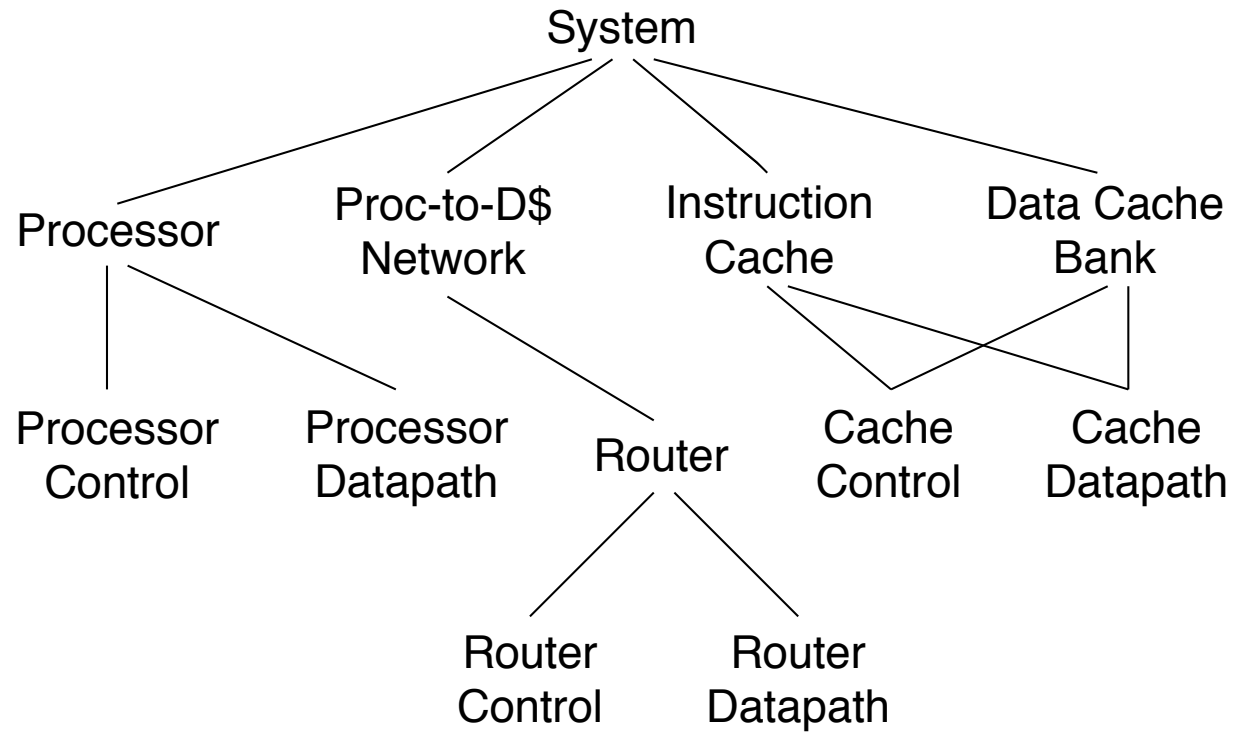 System
Processor
Proc-to-D$
Network
Instruction
Cache
Data Cache
Bank
Processor
Control
Processor
Datapath
Router
Cache
Control
Cache
Datapath
Router
Control
Router
Datapath